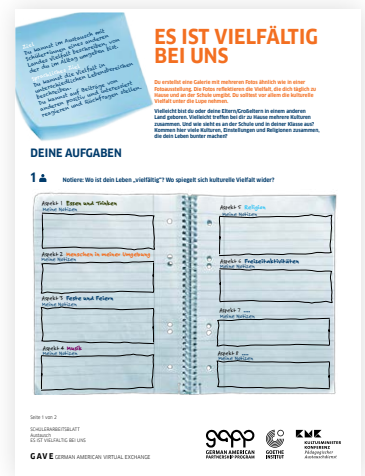 Du kannst im Austausch mit
Schüler*innen eines anderen
Landes Vielfalt beschreiben, von
der du im Alltag umgeben bist.
Du kannst die Vielfalt in
unterschiedlichen Lebensbereichen
beschreiben.
Du kannst auf Beiträge von
anderen positiv und interessiert
reagieren und Rückfragen stellen.
ES IST VIELFÄLTIG
BEI UNS
Du erstellst eine Galerie mit mehreren Fotos ähnlich wie in einer
Fotoausstellung. Die Fotos reflektieren die Vielfalt, die dich täglich zu
Hause und an der Schule umgibt. Du solltest vor allem die kulturelle
Vielfalt unter die Lupe nehmen.
Vielleicht bist du oder deine Eltern/Großeltern in einem anderen
Land geboren. Vielleicht treffen bei dir zu Hause mehrere Kulturen
zusammen. Und wie sieht es an der Schule und in deiner Klasse aus?
Kommen hier viele Kulturen, Einstellungen und Religionen zusammen,
die dein Leben bunter machen?
DEINE AUFGABEN
1 Notiere: Wo ist dein Leben „vielfältig"? Wo spiegelt sich kulturelle Vielfalt wider?
Aspekt 1 Essen und Trinken
Meine Notizen
Aspekt 2 Menschen in meiner Umgebung
Meine Notizen
Aspekt 3 Feste und Feiern
Meine Notizen
Aspekt 4 Musik
Meine Notizen
Aspekt 5 Religion
Meine Notizen
Aspekt 6 Freizeitaktivitäten
Meine Notizen
Aspekt 7 ....
Meine Notizen
Aspekt 8 ....
Meine Notizen
Seite 1 von 2
SCHÜLERARBEITSBLATT
Austausch
ES IST VIELFÄLTIG BEI UNS
GAVE GERMAN AMERICAN VIRTUAL EXCHANGE
gapp
GERMAN AMERICAN
PARTNERSHIP PROGRAM
GOETHE
INSTITUT
KMK
KULTUSMINISTER
KONFERENZ
Pädagogischer
Austauschdienst